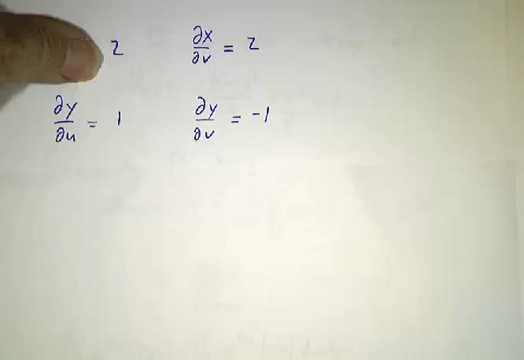 2 ∂x/∂v = 2
∂y/∂u = 1 ∂y/∂v = -1